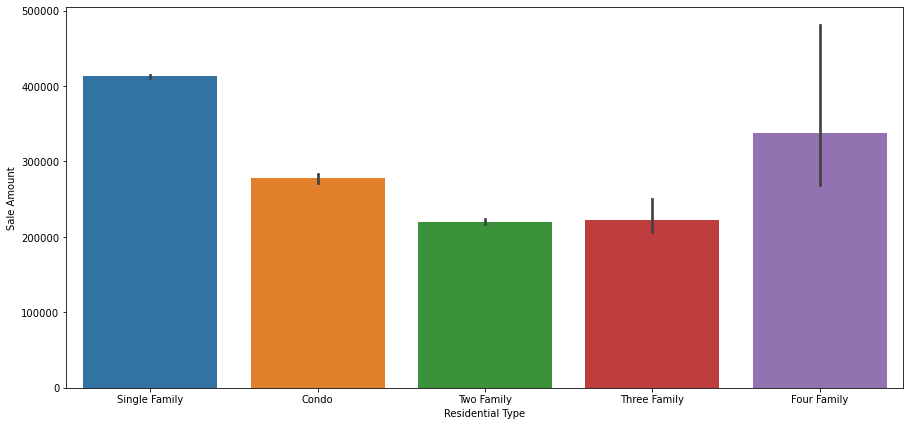 500000
400000
300000
200000
100000
0
Sale Amount
Single Family
Condo
Two Family
Three Family
Four Family
Residential Type